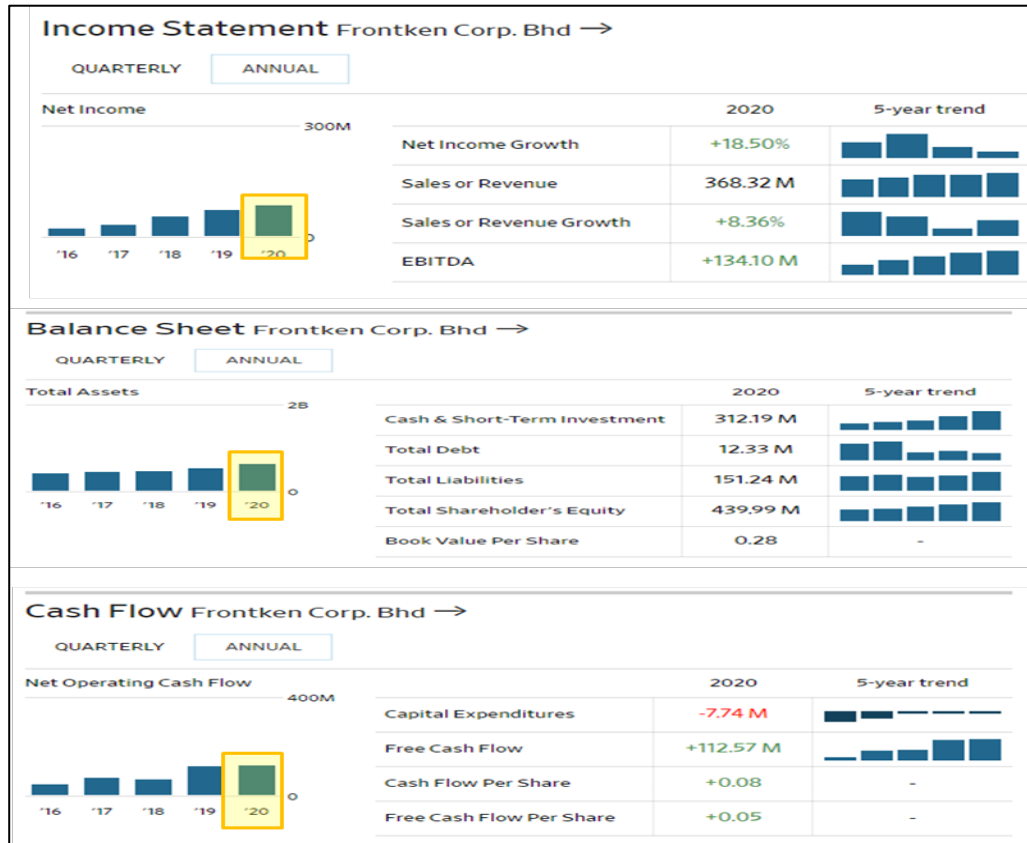 Income Statement Frontken Corp. Bhd →
QUARTERLY ANNUAL
Net Income 2020 5-year trend
300M
Net Income Growth +18.50%
Sales or Revenue 368.32 M
Sales or Revenue Growth +8.36%
0
'16 '17 '18 '19 '20
EBITDA +134.10 M
Balance Sheet Frontken Corp. Bhd →
QUARTERLY ANNUAL
Total Assets 2020 5-year trend
2B
Cash & Short-Term Investment 312.19 M
Total Debt 12.33 M
Total Liabilities 151.24 M
0
'16 '17 '18 '19 '20
Total Shareholder's Equity 439.99 M
Book Value Per Share 0.28 -
Cash Flow Frontken Corp. Bhd →
QUARTERLY ANNUAL
Net Operating Cash Flow 2020 5-year trend
400M
Capital Expenditures -7.74 M
Free Cash Flow +112.57 M
Cash Flow Per Share +0.08 -
0
'16 '17 '18 '19 '20
Free Cash Flow Per Share +0.05 -